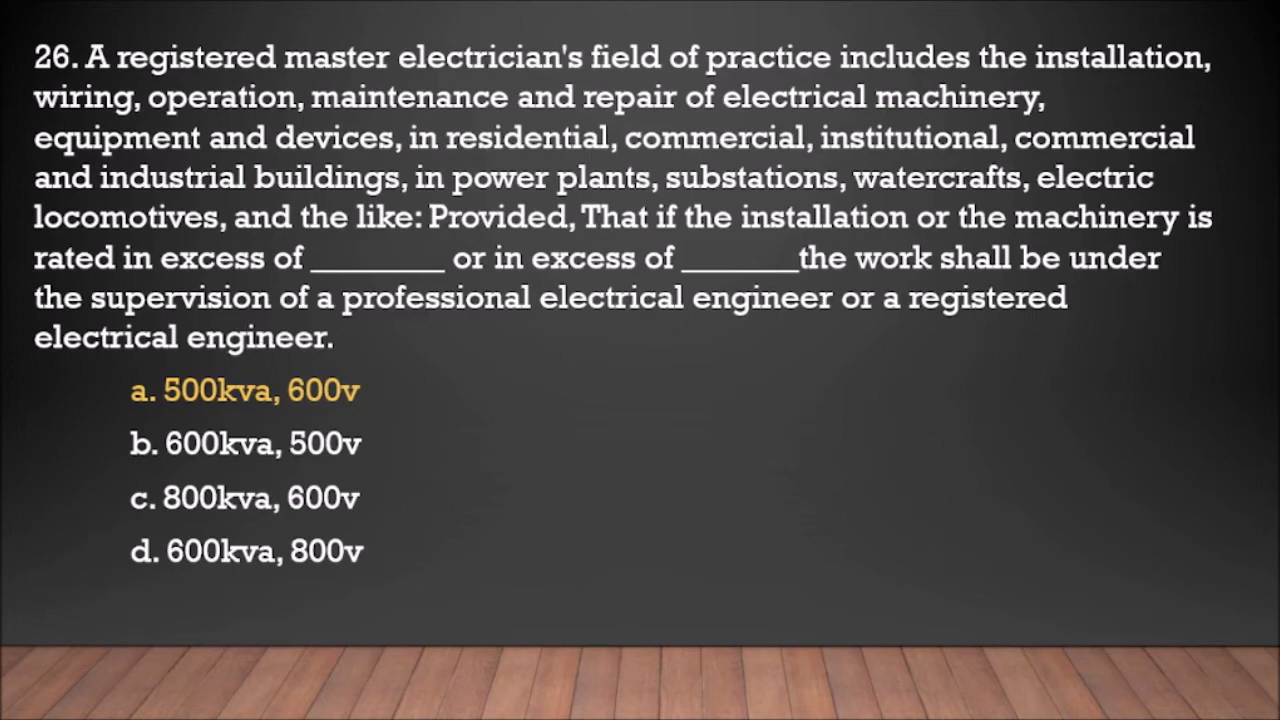 26. A registered master electrician's field of practice includes the installation,
wiring, operation, maintenance and repair of electrical machinery,
equipment and devices, in residential, commercial, institutional, commercial
and industrial buildings, in power plants, substations, watercrafts, electric
locomotives, and the like: Provided, That if the installation or the machinery is
rated in excess of ________ or in excess of _______the work shall be under
the supervision of a professional electrical engineer or a registered
electrical engineer.
a. 500kva, 600v
b. 600kva, 500v
c. 800kva, 600v
d. 600kva, 800v